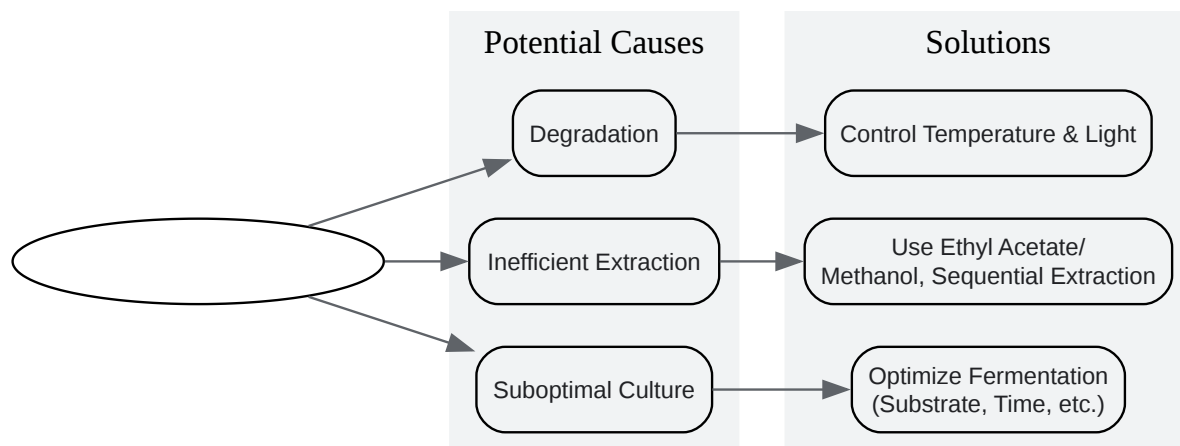 Potential Causes
Solutions
Degradation
Control Temperature & Light
Inefficient Extraction
Use Ethyl Acetate/
Methanol, Sequential Extraction
Suboptimal Culture
Optimize Fermentation
(Substrate, Time, etc.)